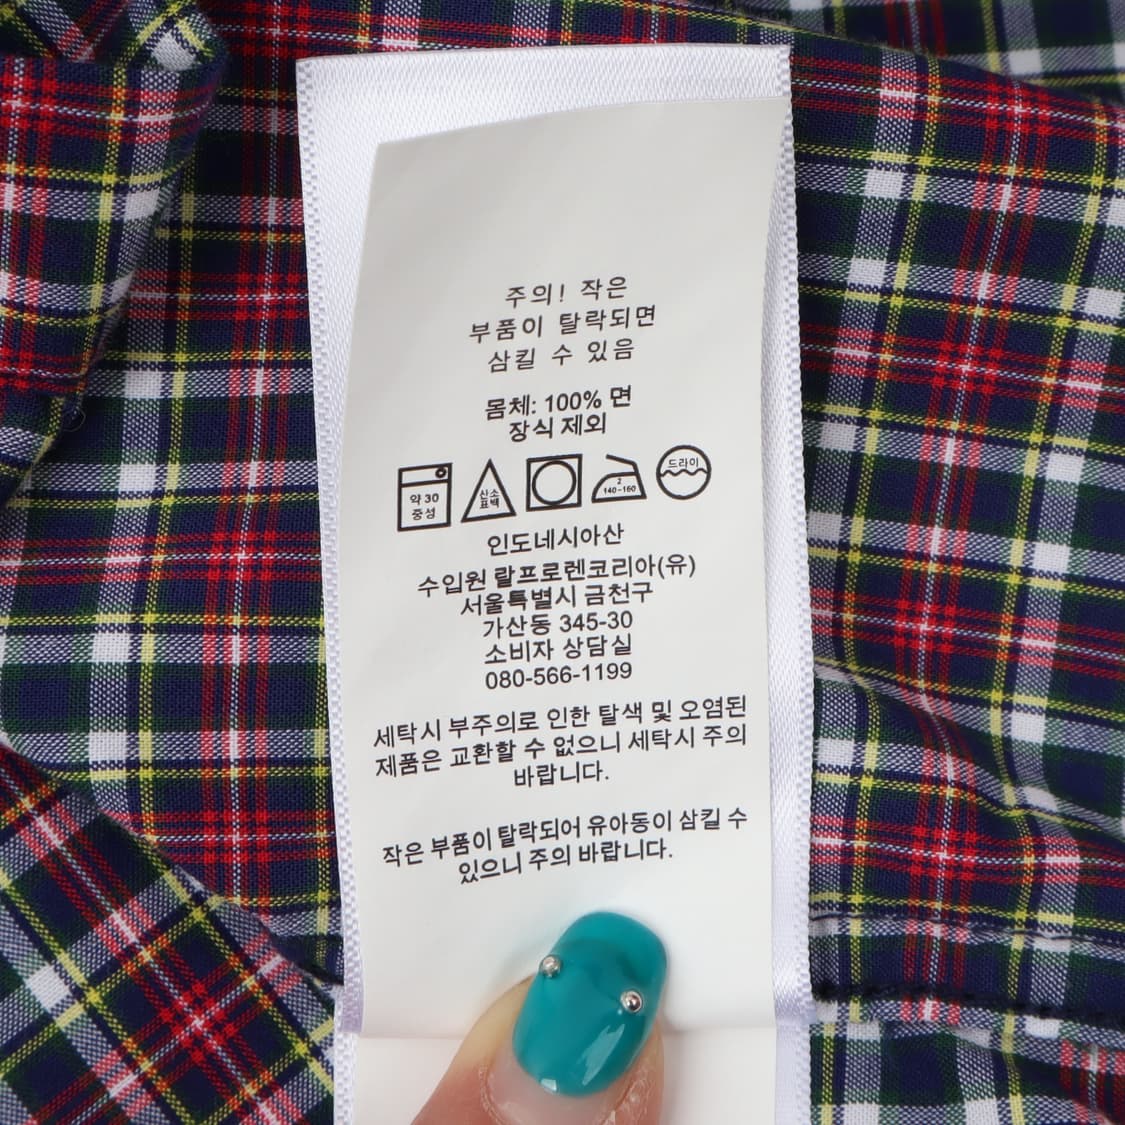 주의! 작은
부품이 탈락되면
삼킬 수 있음
몸체: 100% 면
장식 제외
약 30
중성
산소
표백
2
140-160
드라이
인도네시아산
수입원 랄프로렌코리아(유)
서울특별시 금천구
가산동 345-30
소비자 상담실
080-566-1199
세탁시 부주의로 인한 탈색 및 오염된
제품은 교환할 수 없으니 세탁시 주의
바랍니다.
작은 부품이 탈락되어 유아동이 삼킬 수
있으니 주의 바랍니다.